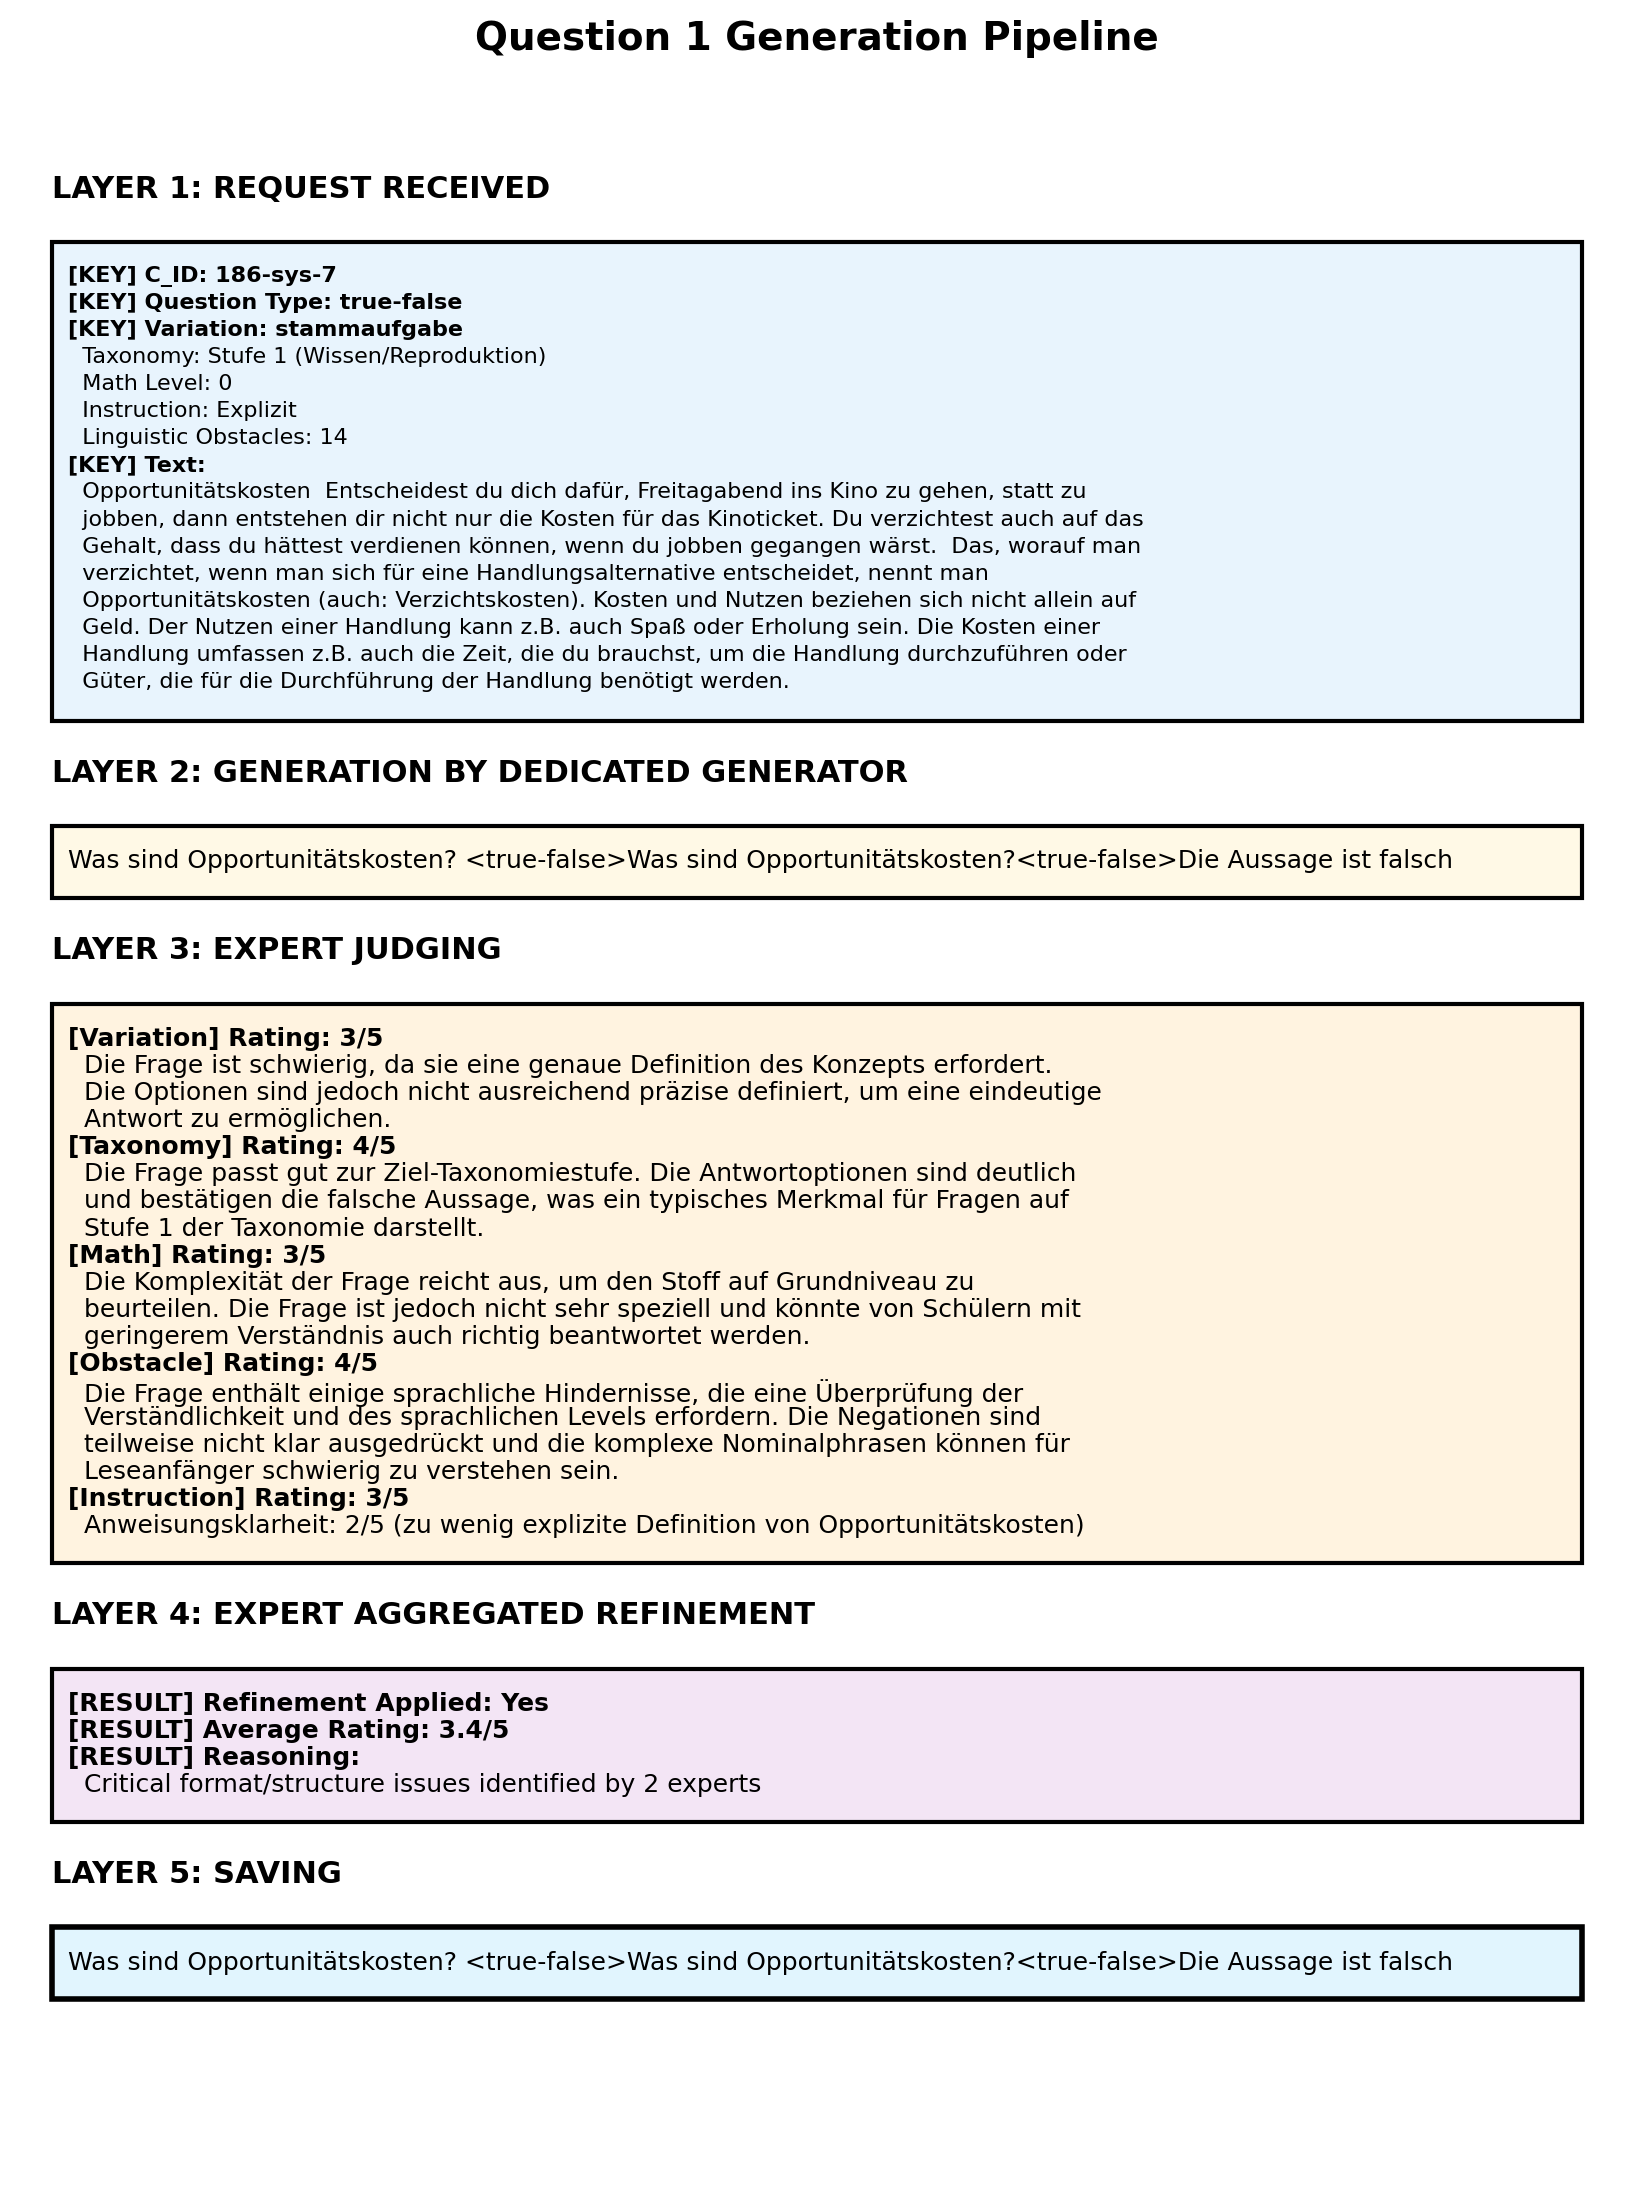 Question 1 Generation Pipeline
LAYER 1: REQUEST RECEIVED
[KEY] C_ID: 186-sys-7
[KEY] Question Type: true-false
[KEY] Variation: stammaufgabe
Taxonomy: Stufe 1 (Wissen/Reproduktion)
Math Level: 0
Instruction: Explizit
Linguistic Obstacles: 14
[KEY] Text:
Opportunitätskosten  Entscheidest du dich dafür, Freitagabend ins Kino zu gehen, statt zu
jobben, dann entstehen dir nicht nur die Kosten für das Kinoticket. Du verzichtest auch auf das
Gehalt, dass du hättest verdienen können, wenn du jobben gegangen wärst.  Das, worauf man
verzichtet, wenn man sich für eine Handlungsalternative entscheidet, nennt man
Opportunitätskosten (auch: Verzichtskosten). Kosten und Nutzen beziehen sich nicht allein auf
Geld. Der Nutzen einer Handlung kann z.B. auch Spaß oder Erholung sein. Die Kosten einer
Handlung umfassen z.B. auch die Zeit, die du brauchst, um die Handlung durchzuführen oder
Güter, die für die Durchführung der Handlung benötigt werden.
LAYER 2: GENERATION BY DEDICATED GENERATOR
Was sind Opportunitätskosten? <true-false>Was sind Opportunitätskosten?<true-false>Die Aussage ist falsch
LAYER 3: EXPERT JUDGING
[Variation] Rating: 3/5
Die Frage ist schwierig, da sie eine genaue Definition des Konzepts erfordert.
Die Optionen sind jedoch nicht ausreichend präzise definiert, um eine eindeutige
Antwort zu ermöglichen.
[Taxonomy] Rating: 4/5
Die Frage passt gut zur Ziel-Taxonomiestufe. Die Antwortoptionen sind deutlich
und bestätigen die falsche Aussage, was ein typisches Merkmal für Fragen auf
Stufe 1 der Taxonomie darstellt.
[Math] Rating: 3/5
Die Komplexität der Frage reicht aus, um den Stoff auf Grundniveau zu
beurteilen. Die Frage ist jedoch nicht sehr speziell und könnte von Schülern mit
geringerem Verständnis auch richtig beantwortet werden.
[Obstacle] Rating: 4/5
Die Frage enthält einige sprachliche Hindernisse, die eine Überprüfung der
Verständlichkeit und des sprachlichen Levels erfordern. Die Negationen sind
teilweise nicht klar ausgedrückt und die komplexe Nominalphrasen können für
Leseanfänger schwierig zu verstehen sein.
[Instruction] Rating: 3/5
Anweisungsklarheit: 2/5 (zu wenig explizite Definition von Opportunitätskosten)
LAYER 4: EXPERT AGGREGATED REFINEMENT
[RESULT] Refinement Applied: Yes
[RESULT] Average Rating: 3.4/5
[RESULT] Reasoning:
Critical format/structure issues identified by 2 experts
LAYER 5: SAVING
Was sind Opportunitätskosten? <true-false>Was sind Opportunitätskosten?<true-false>Die Aussage ist falsch